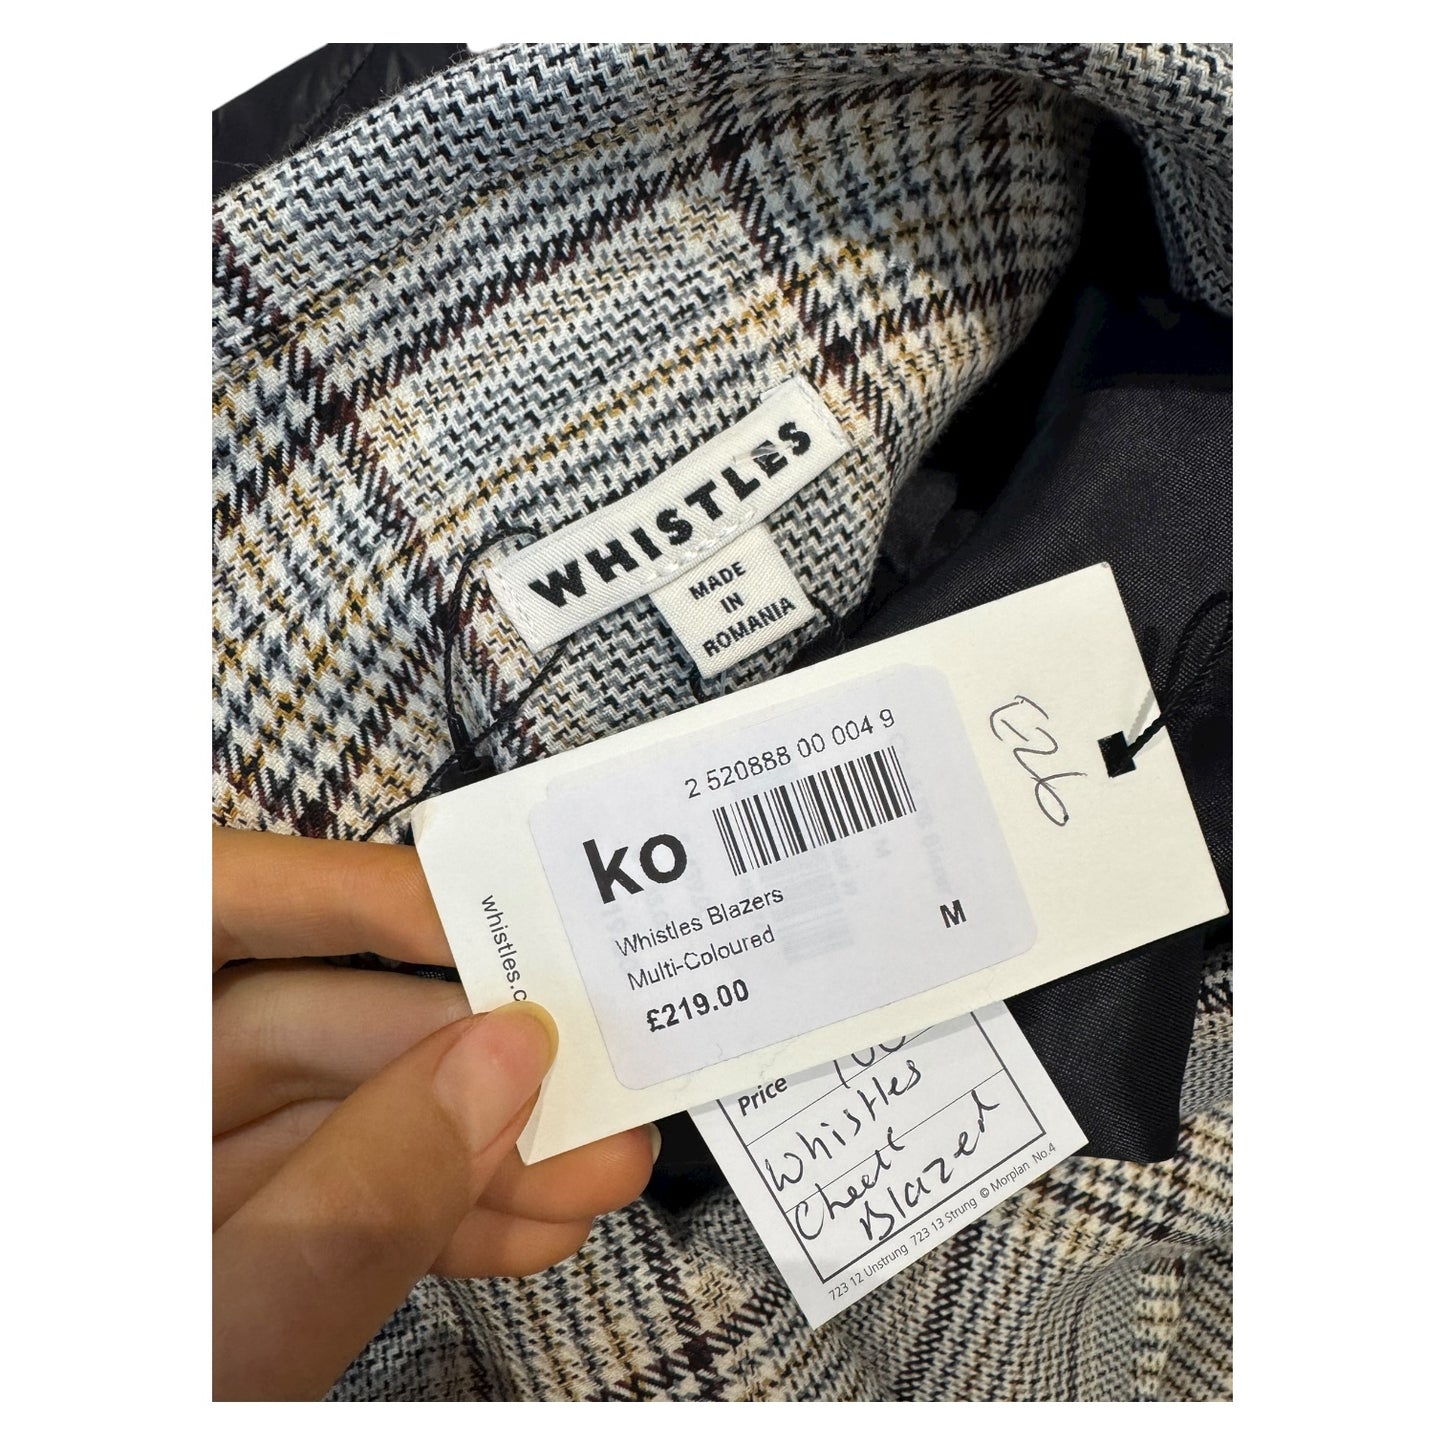 WHISTLES
MADE
IN
ROMANIA
2 520888 00 004 9
ko
Whistles Blazers
Multi-Coloured
M
£219.00
whistles.c
Price
Whistles
Check
Blazer
723 12 Unstrung 723 13 Strung © Morplan No.4